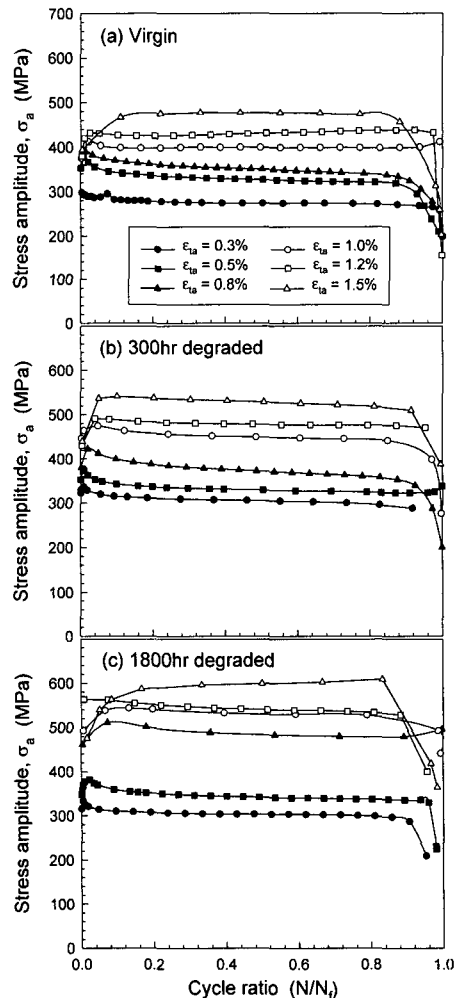 700
(a) Virgin
600
500
400
300
200
100
0
Stress amplitude, σₐ (MPa)
εₜₐ = 0.3%
εₜₐ = 1.0%
εₜₐ = 0.5%
εₜₐ = 1.2%
εₜₐ = 0.8%
εₜₐ = 1.5%
(b) 300hr degraded
600
500
400
300
200
100
0
Stress amplitude, σₐ (MPa)
(c) 1800hr degraded
600
500
400
300
200
100
0
Stress amplitude, σₐ (MPa)
0.0 0.2 0.4 0.6 0.8 1.0
Cycle ratio (N/N_f)